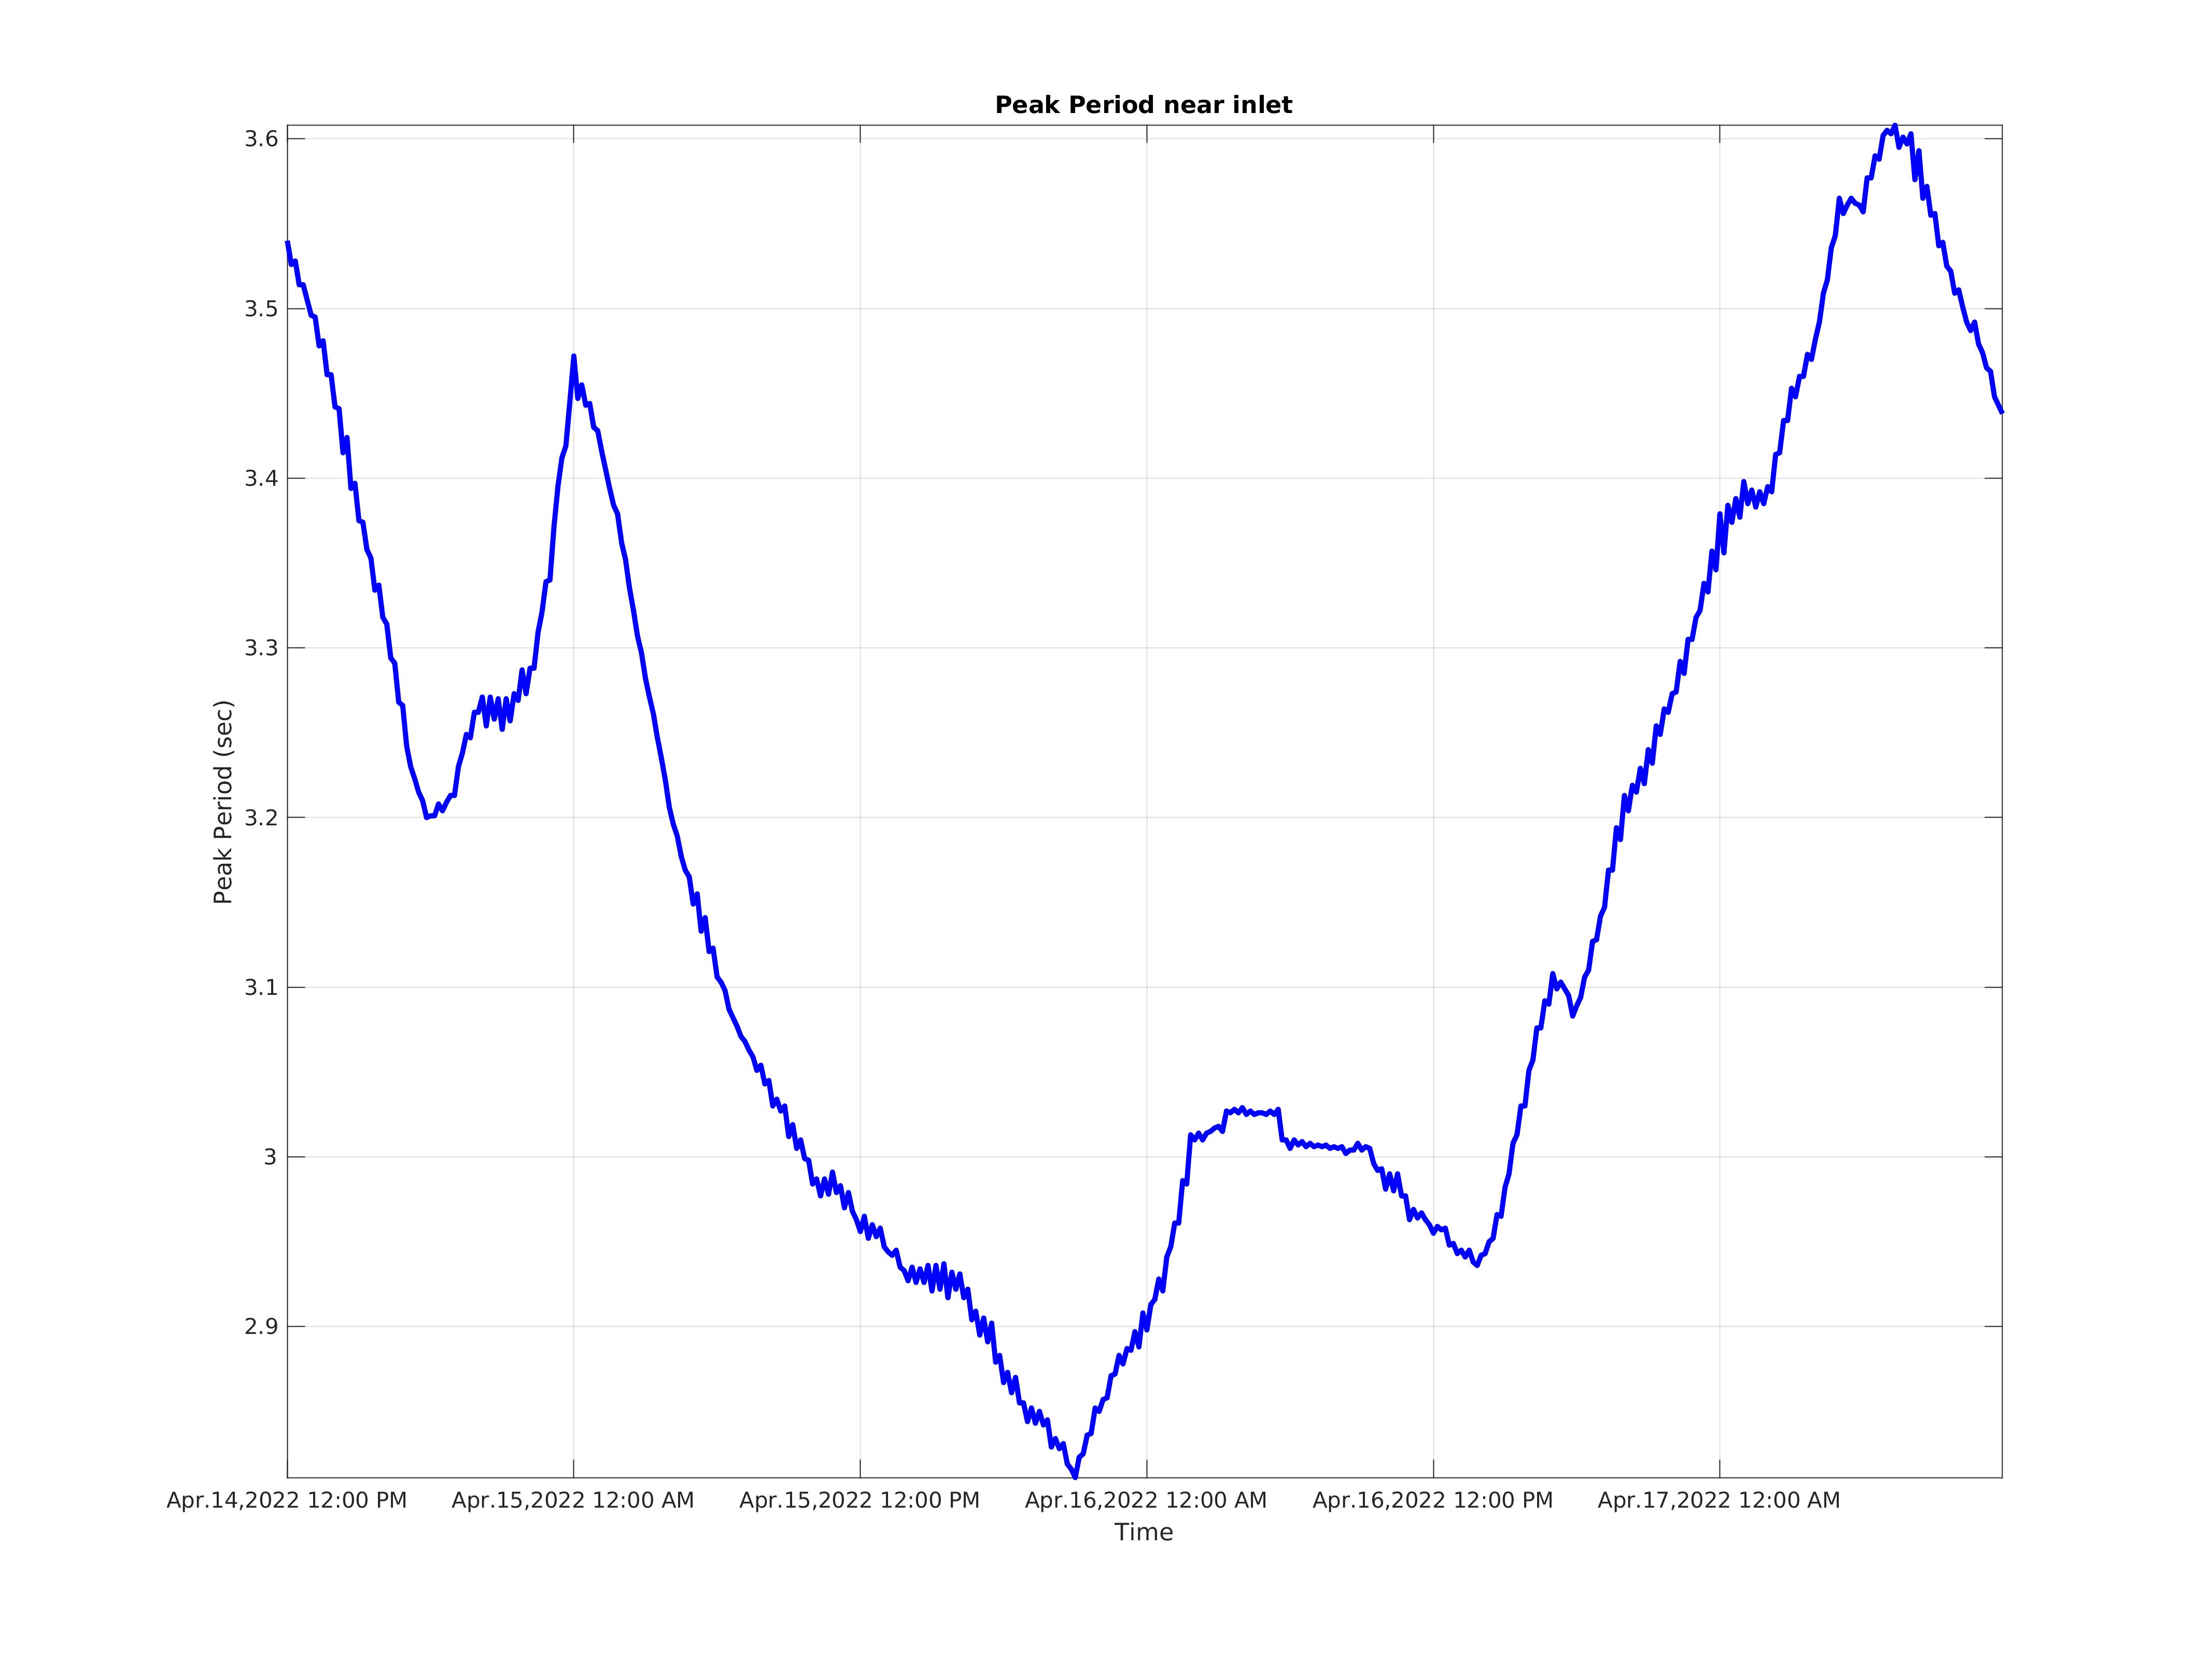 Peak Period near inlet
3.6
3.5
3.4
3.3
3.2
3.1
3
2.9
Peak Period (sec)
Apr.14,2022 12:00 PM Apr.15,2022 12:00 AM Apr.15,2022 12:00 PM Apr.16,2022 12:00 AM Apr.16,2022 12:00 PM Apr.17,2022 12:00 AM
Time